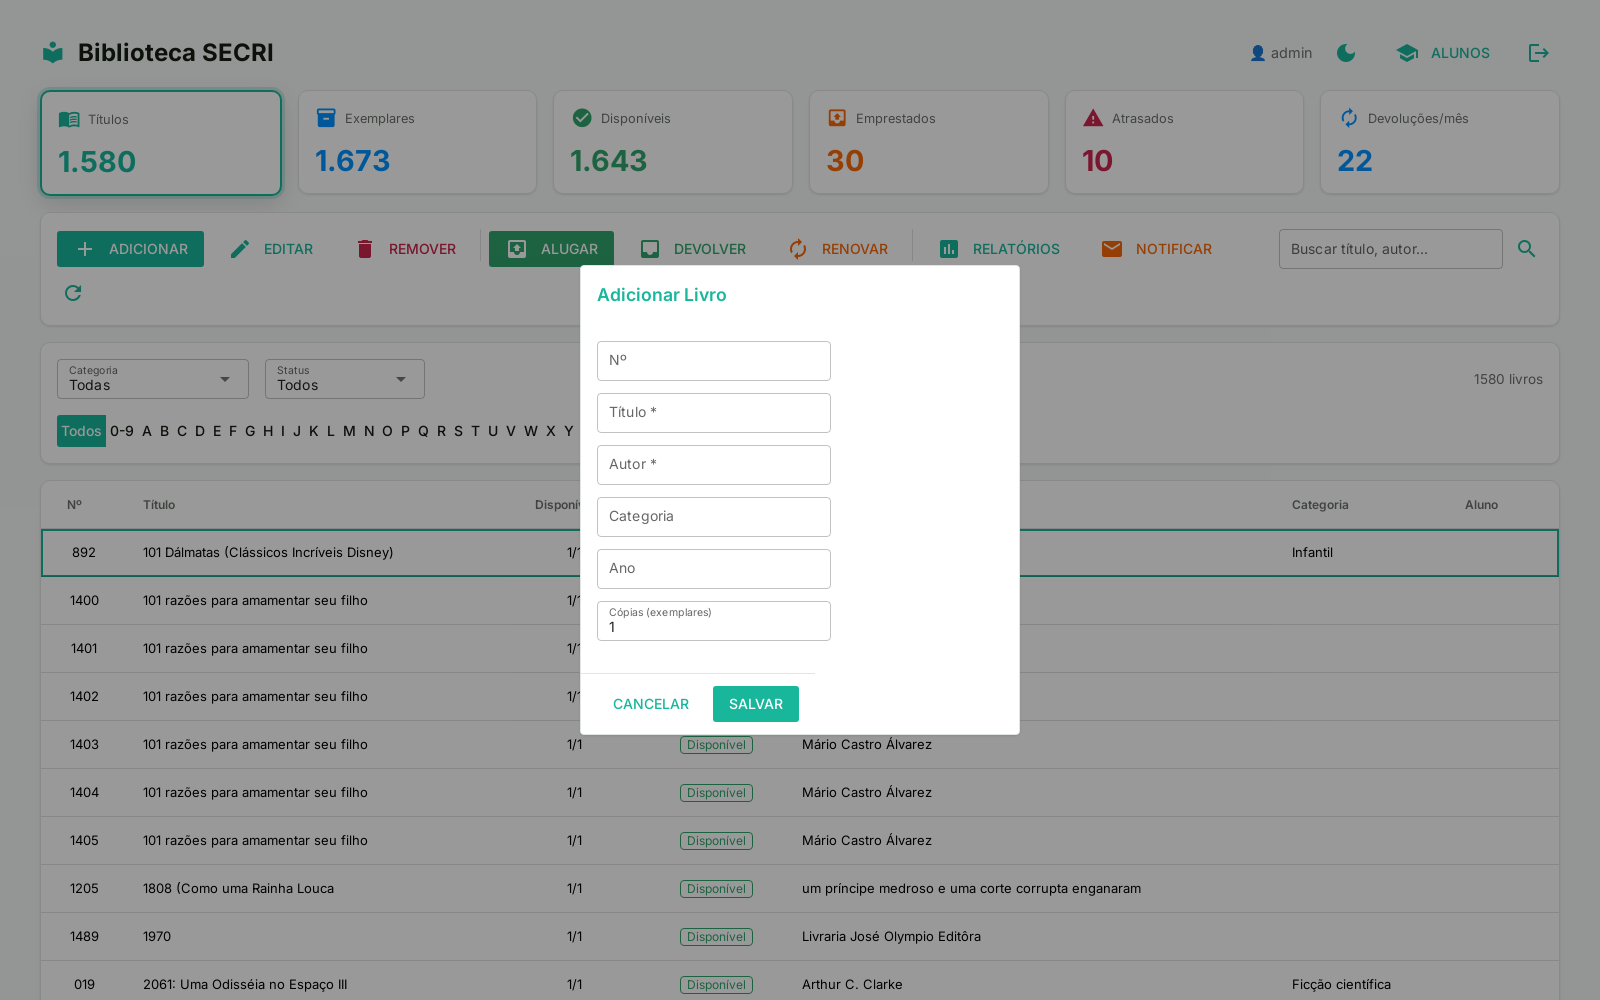 Biblioteca SECRI
admin
ALUNOS
Títulos
1.580
Exemplares
1.673
Disponíveis
1.643
Emprestados
30
Atrasados
10
Devoluções/mês
22
ADICIONAR EDITAR REMOVER ALUGAR DEVOLVER RENOVAR RELATÓRIOS NOTIFICAR
Buscar título, autor...
Categoria
Todas
Status
Todos
1580 livros
Todos 0-9 A B C D E F G H I J K L M N O P Q R S T U V W X Y
Adicionar Livro
Nº
Título *
Autor *
Categoria
Ano
Cópias (exemplares)
1
CANCELAR SALVAR
Nº Título Categoria Aluno
892 101 Dálmatas (Clássicos Incríveis Disney) 1/1 Infantil
1400 101 razões para amamentar seu filho 1/1
1401 101 razões para amamentar seu filho 1/1
1402 101 razões para amamentar seu filho 1/1
1403 101 razões para amamentar seu filho 1/1 Disponível Mário Castro Álvarez
1404 101 razões para amamentar seu filho 1/1 Disponível Mário Castro Álvarez
1405 101 razões para amamentar seu filho 1/1 Disponível Mário Castro Álvarez
1205 1808 (Como uma Rainha Louca 1/1 Disponível um príncipe medroso e uma corte corrupta enganaram
1489 1970 1/1 Disponível Livraria José Olympio Editôra
019 2061: Uma Odisséia no Espaço III 1/1 Disponível Arthur C. Clarke Ficção científica